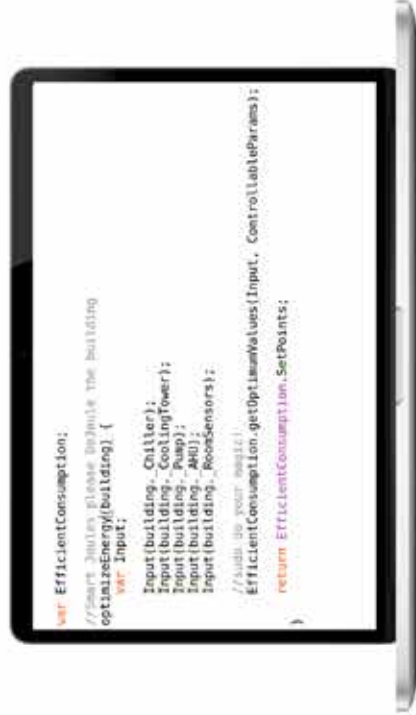 var EfficientConsumption;
//Smart Joules please DeJoule the building
optimizeEnergy(building) {
var Input;
Input(building._Chiller);
Input(building._CoolingTower);
Input(building._Pump);
Input(building._AHU);
Input(building._RoomSensors);
//sudo do your magic!;
EfficientConsumption.getOptimumValues(Input, ControllableParams);
return EfficientConsumption.SetPoints;
}